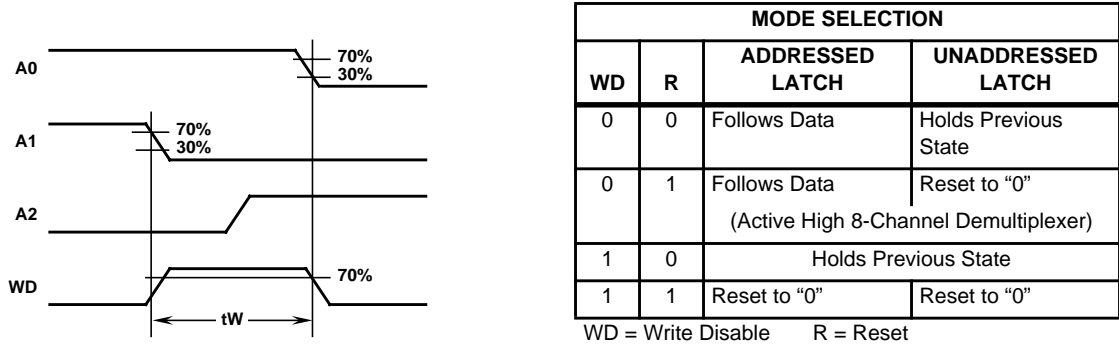 A0
70%
30%
A1
70%
30%
A2
WD
70%
tW
MODE SELECTION
WD R ADDRESSED LATCH UNADDRESSED LATCH
0 0 Follows Data Holds Previous State
0 1 Follows Data Reset to “0”
(Active High 8-Channel Demultiplexer)
1 0 Holds Previous State
1 1 Reset to “0” Reset to “0”
WD = Write Disable R = Reset